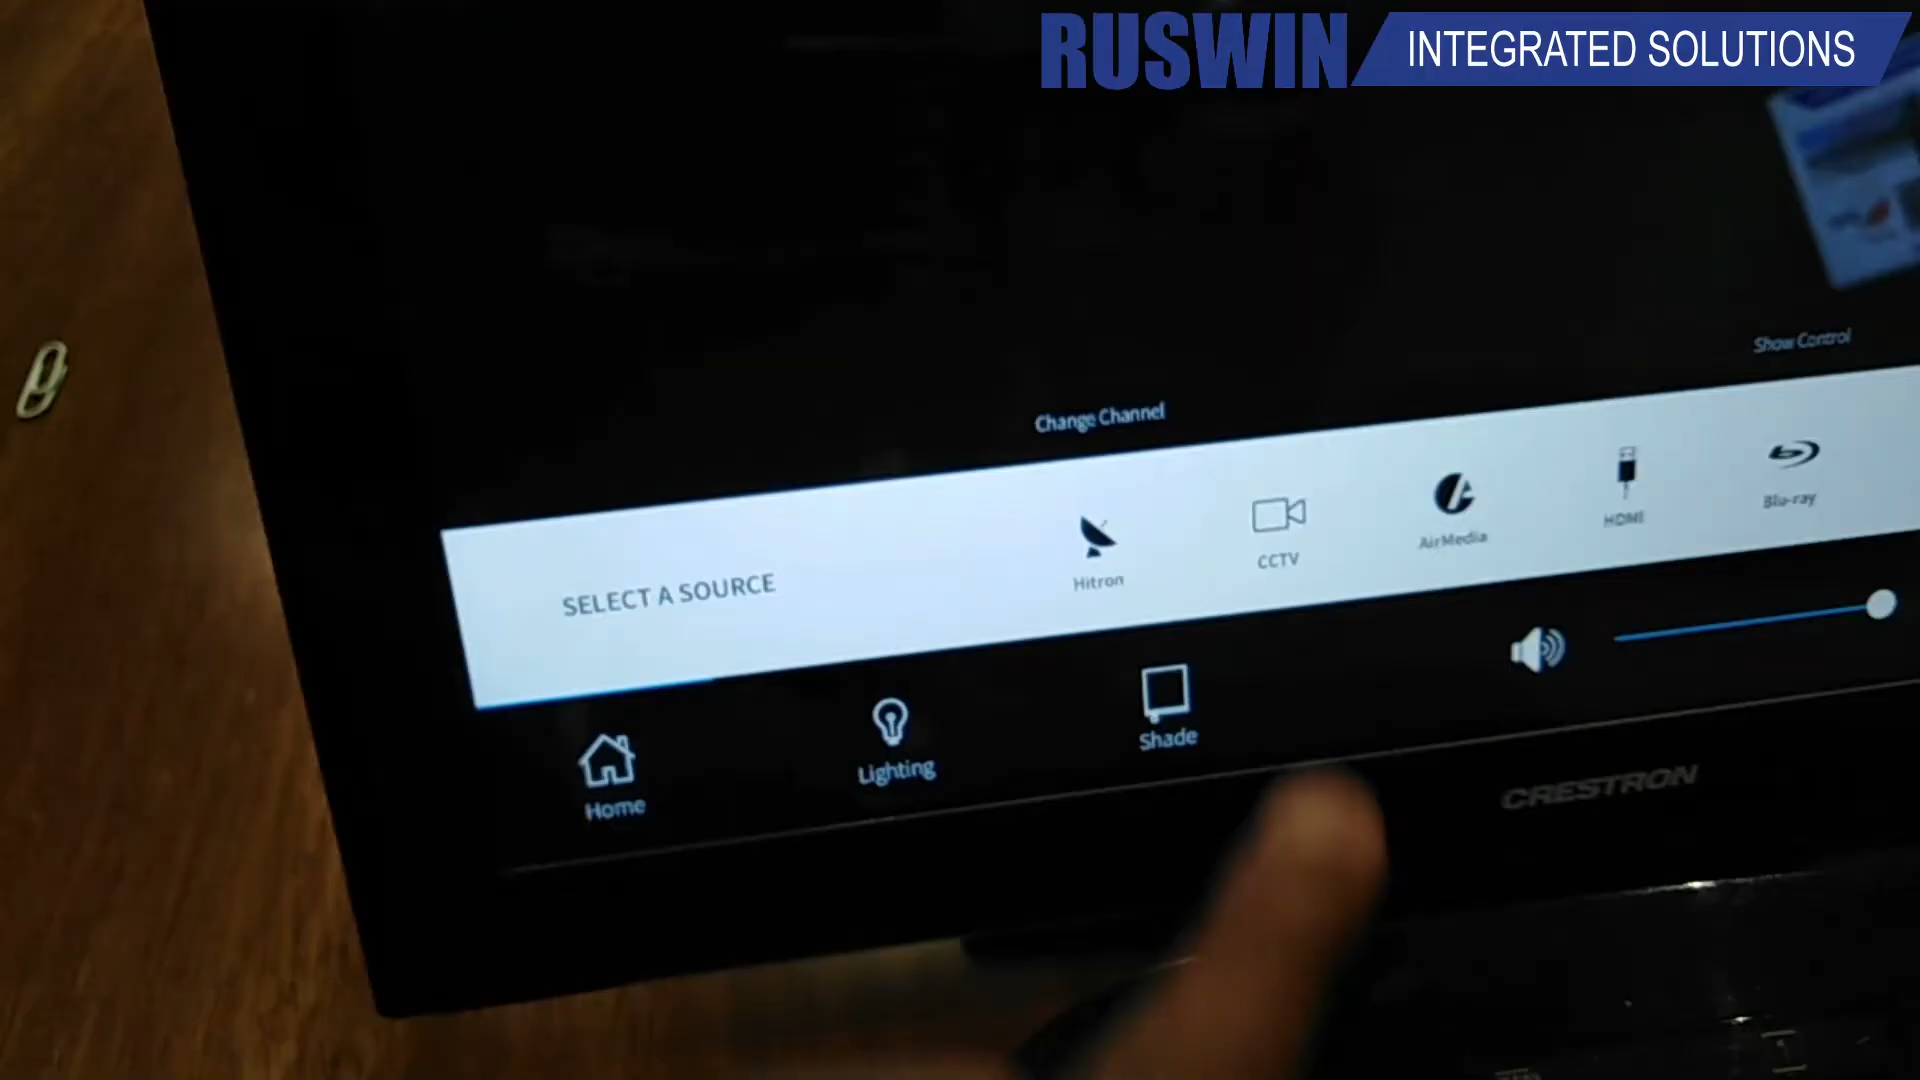 RUSWIN INTEGRATED SOLUTIONS
Show Control
Change Channel
SELECT A SOURCE
Hitron
CCTV
AirMedia
HDMI
Blu-ray
Home
Lighting
Shade
CRESTRON